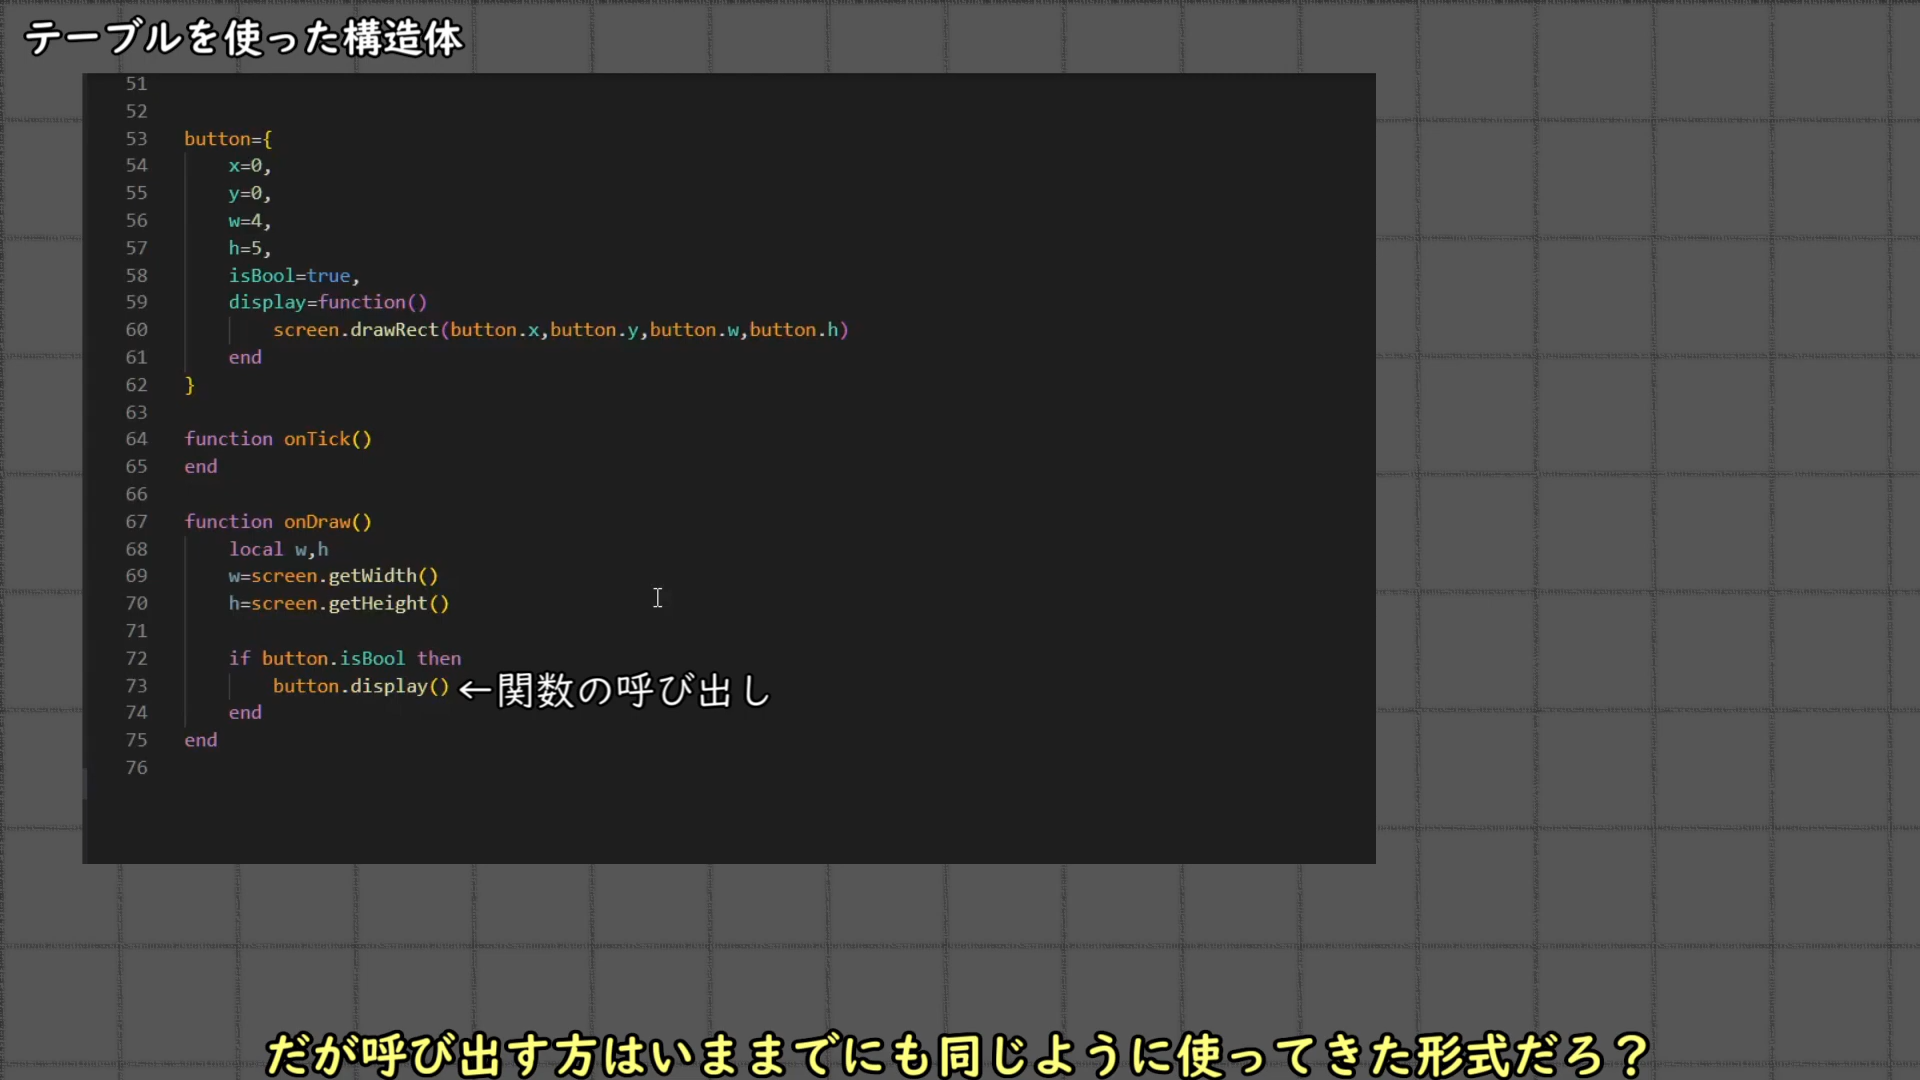 テーブルを使った構造体
51
52
53 button={
54 x=0,
55 y=0,
56 w=4,
57 h=5,
58 isBool=true,
59 display=function()
60 screen.drawRect(button.x,button.y,button.w,button.h)
61 end
62 }
63
64 function onTick()
65 end
66
67 function onDraw()
68 local w,h
69 w=screen.getWidth()
70 h=screen.getHeight()
71
72 if button.isBool then
73 button.display() ←関数の呼び出し
74 end
75 end
76
だが呼び出す方はいままでにも同じように使ってきた形式だろ？